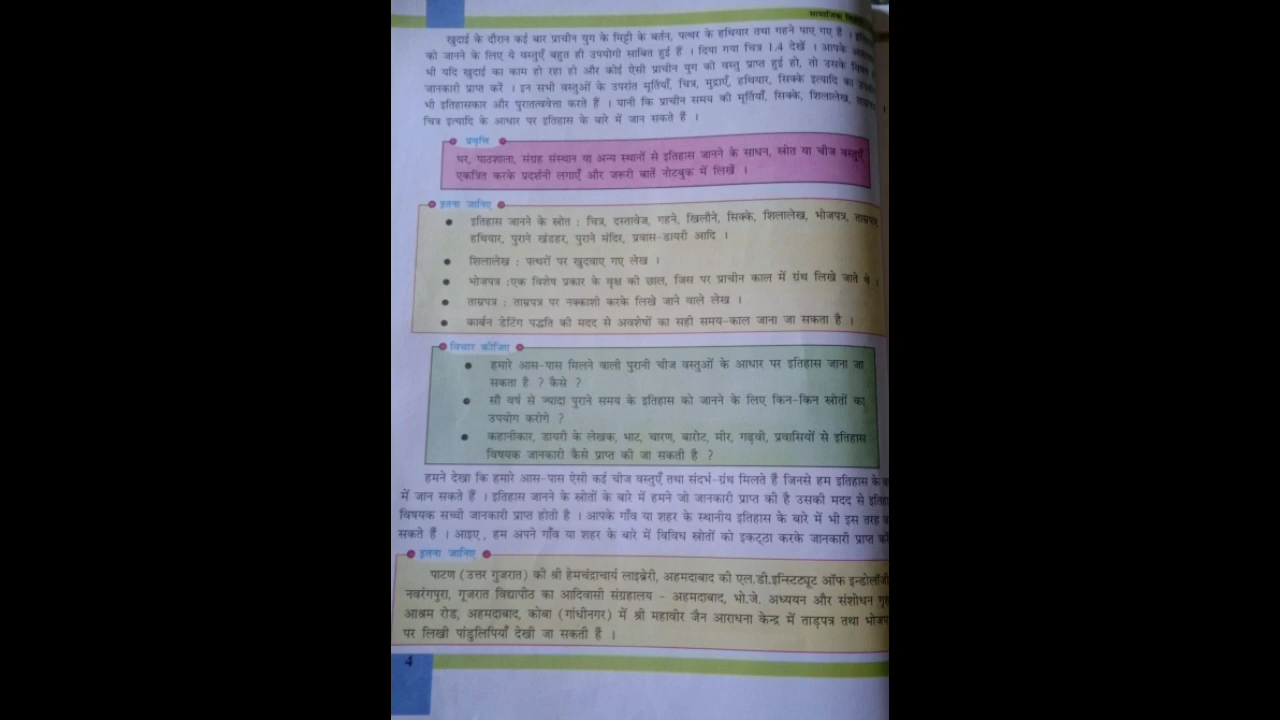 सामाजिक
खुदाई के दौरान कई बार प्राचीन युग के मिट्टी के बर्तन, पत्थर के हथियार तथा गहने पाए गए हैं ।
को जानने के लिए ये वस्तुएँ बहुत ही उपयोगी साबित हुई हैं । दिया गया चित्र 1.4 देखें । आपके
भी यदि खुदाई का काम हो रहा हो और कोई ऐसी प्राचीन युग की वस्तु प्राप्त हुई हो, तो उसके
जानकारी प्राप्त करें । इन सभी वस्तुओं के उपरांत मूर्तियाँ, चित्र, मुद्राएँ, हथियार, सिक्के इत्यादि का
भी इतिहासकार और पुरातत्ववेत्ता करते हैं । यानी कि प्राचीन समय की मूर्तियाँ, सिक्के, शिलालेख,
चित्र इत्यादि के आधार पर इतिहास के बारे में जान सकते हैं ।
प्रवृत्ति
घर, पाठशाला, संग्रह संस्थान या अन्य स्थानों से इतिहास जानने के साधन, स्त्रोत या चीज वस्तुएँ
एकत्रित करके प्रदर्शनी लगाएँ और जरूरी बातें नोटबुक में लिखें ।
इतना जानिए
● इतिहास जानने के स्त्रोत : चित्र, दस्तावेज, गहने, खिलौने, सिक्के, शिलालेख, भोजपत्र, ताम्रपत्र
हथियार, पुराने खंडहर, पुराने मंदिर, प्रवास-डायरी आदि ।
● शिलालेख : पत्थरों पर खुदवाए गए लेख ।
● भोजपत्र :एक विशेष प्रकार के वृक्ष की छाल, जिस पर प्राचीन काल में ग्रंथ लिखे जाते थे ।
● ताम्रपत्र : ताम्रपत्र पर नक्काशी करके लिखे जाने वाले लेख ।
● कार्बन डेटिंग पद्धति की मदद से अवशेषों का सही समय-काल जाना जा सकता है ।
विचार कीजिए
● हमारे आस-पास मिलने वाली पुरानी चीज वस्तुओं के आधार पर इतिहास जाना जा
सकता है ? कैसे ?
● सौ वर्ष से ज्यादा पुराने समय के इतिहास को जानने के लिए किन-किन स्त्रोतों का
उपयोग करोगे ?
● कहानीकार, डायरी के लेखक, भाट, चारण, बारोट, मीर, गढ़वी, प्रवासियों से इतिहास
विषयक जानकारी कैसे प्राप्त की जा सकती है ?
हमने देखा कि हमारे आस-पास ऐसी कई चीज वस्तुएँ तथा संदर्भ-ग्रंथ मिलते हैं जिनसे हम इतिहास के
में जान सकते हैं । इतिहास जानने के स्त्रोतों के बारे में हमने जो जानकारी प्राप्त की है उसकी मदद से
विषयक सच्ची जानकारी प्राप्त होती है । आपके गाँव या शहर के स्थानीय इतिहास के बारे में भी इस तरह
सकते हैं । आइए, हम अपने गाँव या शहर के बारे में विविध स्त्रोतों को इकट्ठा करके जानकारी प्राप्त
इतना जानिए
पाटण (उत्तर गुजरात) की श्री हेमचंद्राचार्य लाइब्रेरी, अहमदाबाद की एल.डी.इन्स्टिट्यूट ऑफ इन्डोलॉजी
नवरंगपुरा, गूजरात विद्यापीठ का आदिवासी संग्रहालय - अहमदाबाद, भो.जे. अध्ययन और संशोधन
आश्रम रोड, अहमदाबाद, कोबा (गांधीनगर) में श्री महावीर जैन आराधना केन्द्र में ताड़पत्र तथा
पर लिखी पांडुलिपियाँ देखी जा सकती हैं ।
4